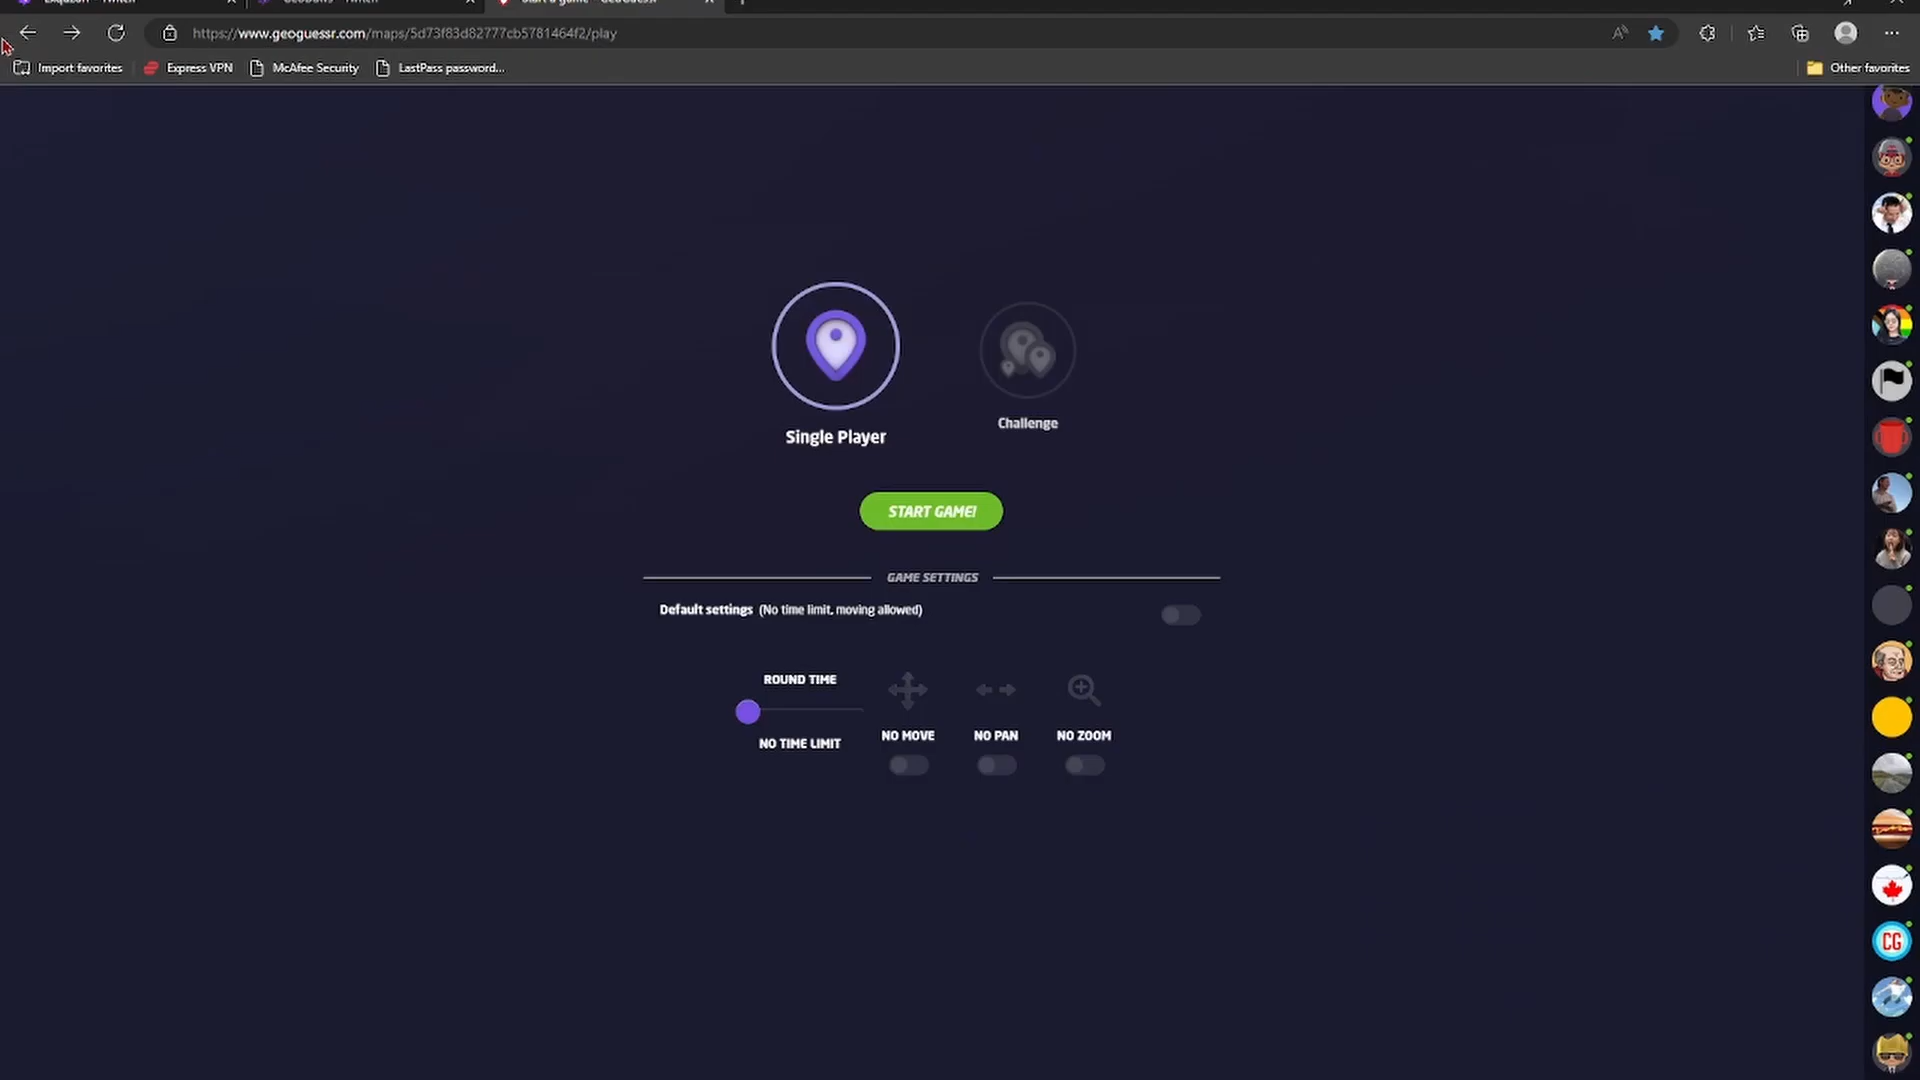 https://www.geoguessr.com/maps/5d73f83d82777cb5781464f2/play
Import favorites
Express VPN
McAfee Security
LastPass password...
Other favorites
Single Player
Challenge
START GAME!
GAME SETTINGS
Default settings (No time limit, moving allowed)
ROUND TIME
NO TIME LIMIT
NO MOVE
NO PAN
NO ZOOM
CG